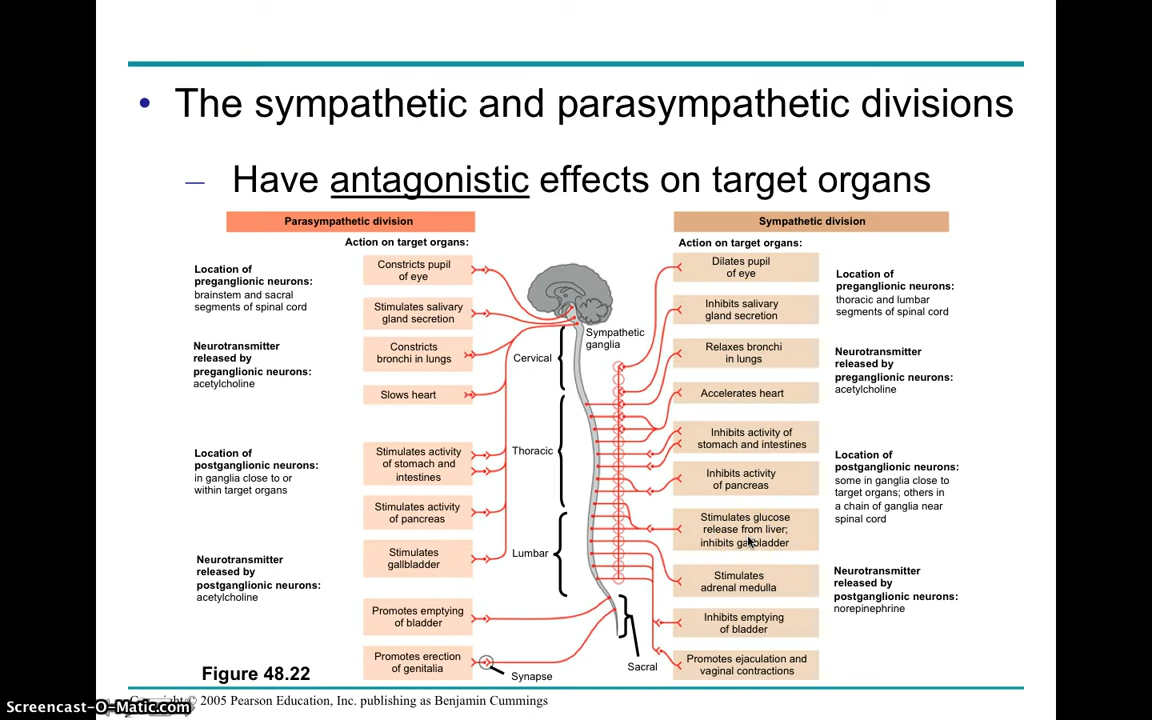 • The sympathetic and parasympathetic divisions
– Have antagonistic effects on target organs
Parasympathetic division
Action on target organs:
Location of
preganglionic neurons:
brainstem and sacral
segments of spinal cord
Neurotransmitter
released by
preganglionic neurons:
acetylcholine
Location of
postganglionic neurons:
in ganglia close to or
within target organs
Neurotransmitter
released by
postganglionic neurons:
acetylcholine
Constricts pupil
of eye
Stimulates salivary
gland secretion
Constricts
bronchi in lungs
Slows heart
Stimulates activity
of stomach and
intestines
Stimulates activity
of pancreas
Stimulates
gallbladder
Promotes emptying
of bladder
Promotes erection
of genitalia
Sympathetic
ganglia
Cervical
Thoracic
Lumbar
Sacral
Synapse
Sympathetic division
Action on target organs:
Dilates pupil
of eye
Inhibits salivary
gland secretion
Relaxes bronchi
in lungs
Accelerates heart
Inhibits activity of
stomach and intestines
Inhibits activity
of pancreas
Stimulates glucose
release from liver;
inhibits gallbladder
Stimulates
adrenal medulla
Inhibits emptying
of bladder
Promotes ejaculation and
vaginal contractions
Location of
preganglionic neurons:
thoracic and lumbar
segments of spinal cord
Neurotransmitter
released by
preganglionic neurons:
acetylcholine
Location of
postganglionic neurons:
some in ganglia close to
target organs; others in
a chain of ganglia near
spinal cord
Neurotransmitter
released by
postganglionic neurons:
norepinephrine
Figure 48.22
Copyright © 2005 Pearson Education, Inc. publishing as Benjamin Cummings
Screencast-O-Matic.com